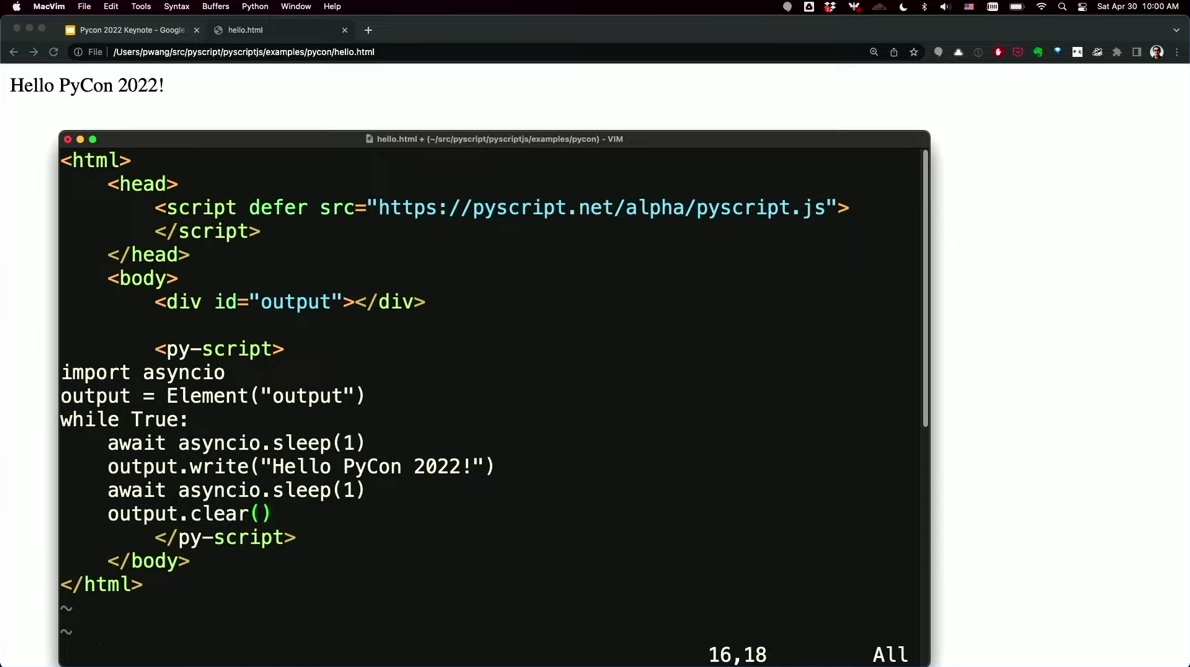 MacVim File Edit Tools Syntax Buffers Python Window Help Sat Apr 30 10:00 AM
Pycon 2022 Keynote - Google hello.html
File /Users/pwang/src/pyscript/pyscriptjs/examples/pycon/hello.html
Hello PyCon 2022!
hello.html + (~/src/pyscript/pyscriptjs/examples/pycon) - VIM
<html>
    <head>
        <script defer src="https://pyscript.net/alpha/pyscript.js">
        </script>
    </head>
    <body>
        <div id="output"></div>

        <py-script>
import asyncio
output = Element("output")
while True:
    await asyncio.sleep(1)
    output.write("Hello PyCon 2022!")
    await asyncio.sleep(1)
    output.clear()
        </py-script>
    </body>
</html>
~
~
16,18 All